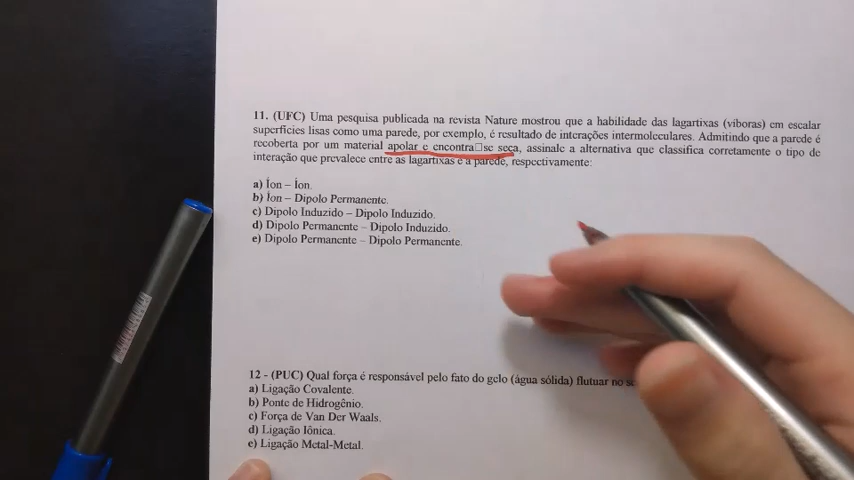 11. (UFC) Uma pesquisa publicada na revista Nature mostrou que a habilidade das lagartixas (víboras) em escalar
superfícies lisas como uma parede, por exemplo, é resultado de interações intermoleculares. Admitindo que a parede é
recoberta por um material apolar e encontra□se seca, assinale a alternativa que classifica corretamente o tipo de
interação que prevalece entre as lagartixas e a parede, respectivamente:
a) Íon – Íon.
b) Íon – Dipolo Permanente.
c) Dipolo Induzido – Dipolo Induzido.
d) Dipolo Permanente – Dipolo Induzido.
e) Dipolo Permanente – Dipolo Permanente.
12 - (PUC) Qual força é responsável pelo fato do gelo (água sólida) flutuar no
a) Ligação Covalente.
b) Ponte de Hidrogênio.
c) Força de Van Der Waals.
d) Ligação Iônica.
e) Ligação Metal-Metal.